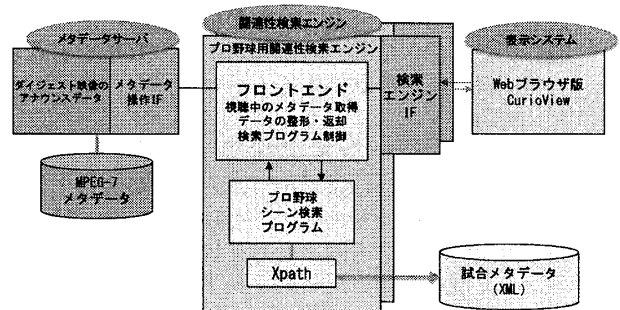 関連性検索エンジン
メタデータサーバ
プロ野球用関連性検索エンジン
表示システム
ダイジェスト映像の
アナウンスデータ
メタデータ
操作IF
フロントエンド
視聴中のメタデータ取得
データの整形・返却
検索プログラム制御
検索
エンジン
IF
Webブラウザ版
CurioView
MPEG-7
メタデータ
プロ野球
シーン検索
プログラム
Xpath
試合メタデータ
(XML)